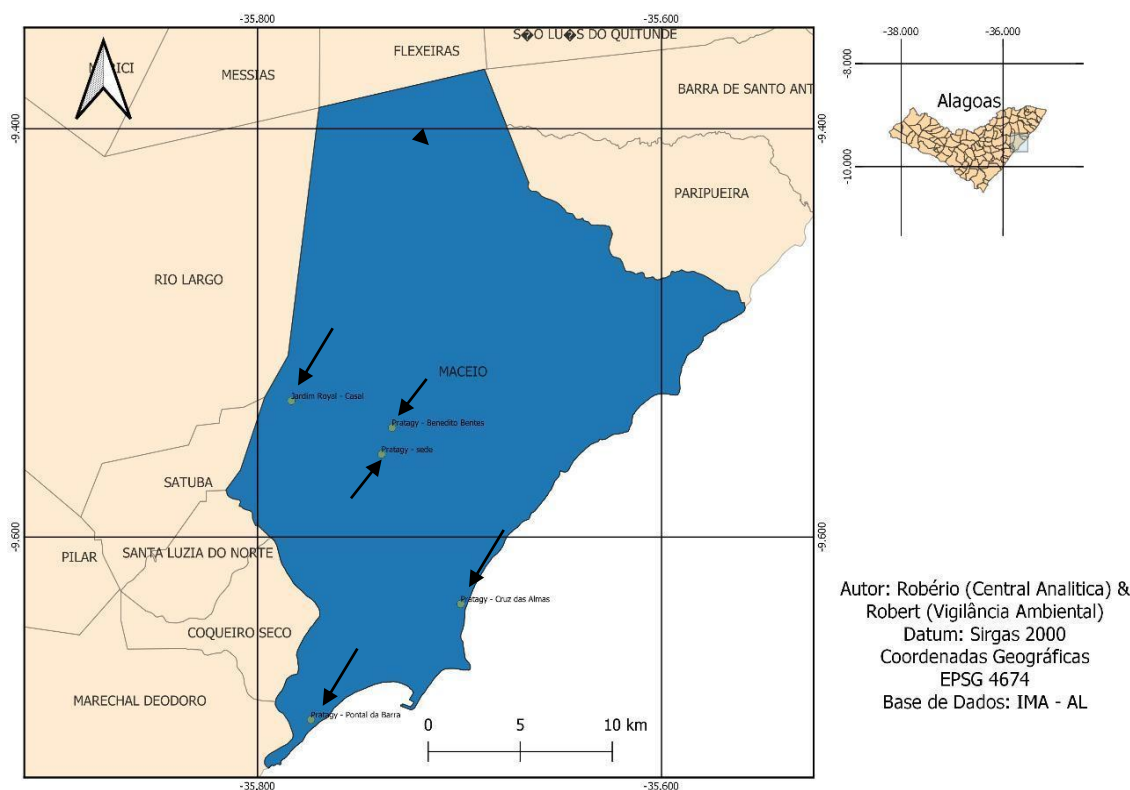 -35.800
-35.600
-38.000
-36.000
-8.000
-10.000
Alagoas
S�O LU�S DO QUITUNDE
FLEXEIRAS
MESSIAS
BARRA DE SANTO ANT
-9.400
-9.400
PARIPUEIRA
RIO LARGO
MACEIO
Jardim Royal - Casal
Pratagy - Benedito Bentes
Pratagy - sede
SATUBA
-9.600
-9.600
PILAR
SANTA LUZIA DO NORTE
Pratagy - Cruz das Almas
COQUEIRO SECO
MARECHAL DEODORO
Pratagy - Pontal da Barra
0 5 10 km
-35.800
-35.600
Autor: Robério (Central Analitica) &
Robert (Vigilância Ambiental)
Datum: Sirgas 2000
Coordenadas Geográficas
EPSG 4674
Base de Dados: IMA - AL